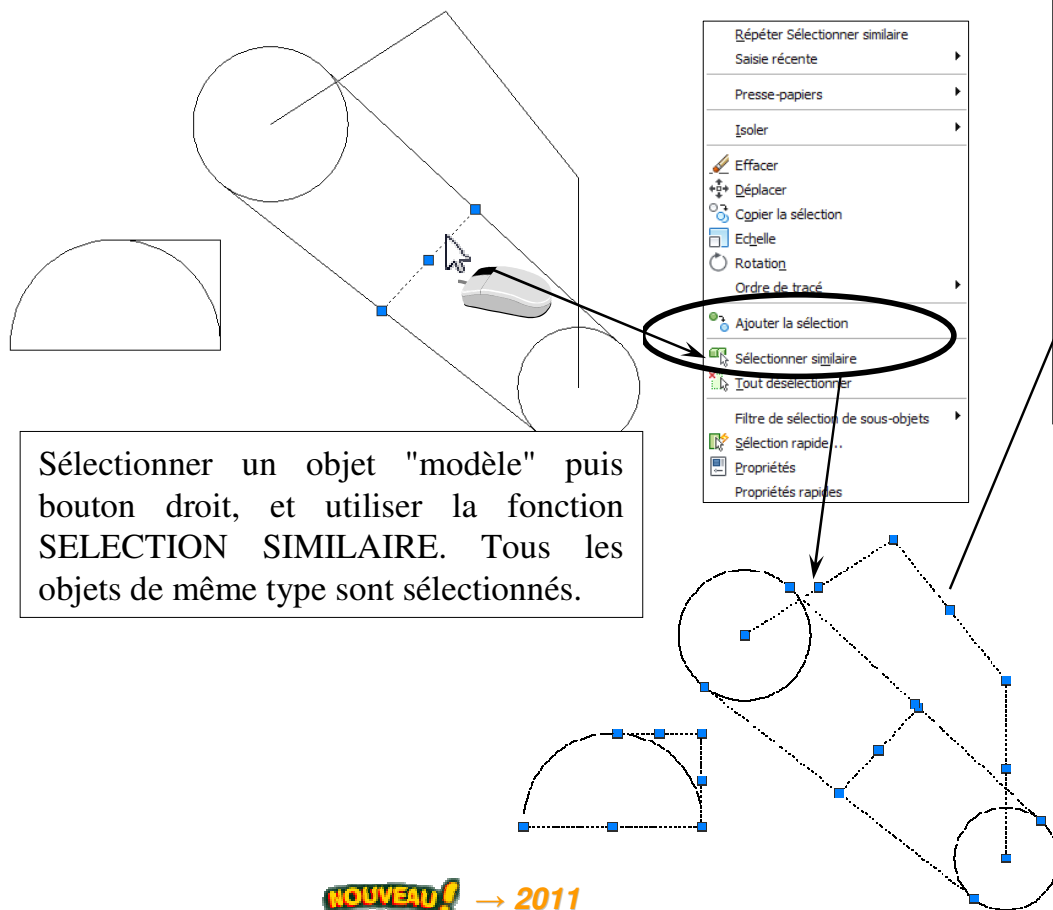 Répéter Sélectionner similaire
Saisie récente
Presse-papiers
Isoler
Effacer
Déplacer
Copier la sélection
Echelle
Rotation
Ordre de tracé
Ajouter la sélection
Sélectionner similaire
Tout désélectionner
Filtre de sélection de sous-objets
Sélection rapide...
Propriétés
Propriétés rapides
Sélectionner un objet "modèle" puis
bouton droit, et utiliser la fonction
SELECTION SIMILAIRE. Tous les
objets de même type sont sélectionnés.
NOUVEAU ! → 2011